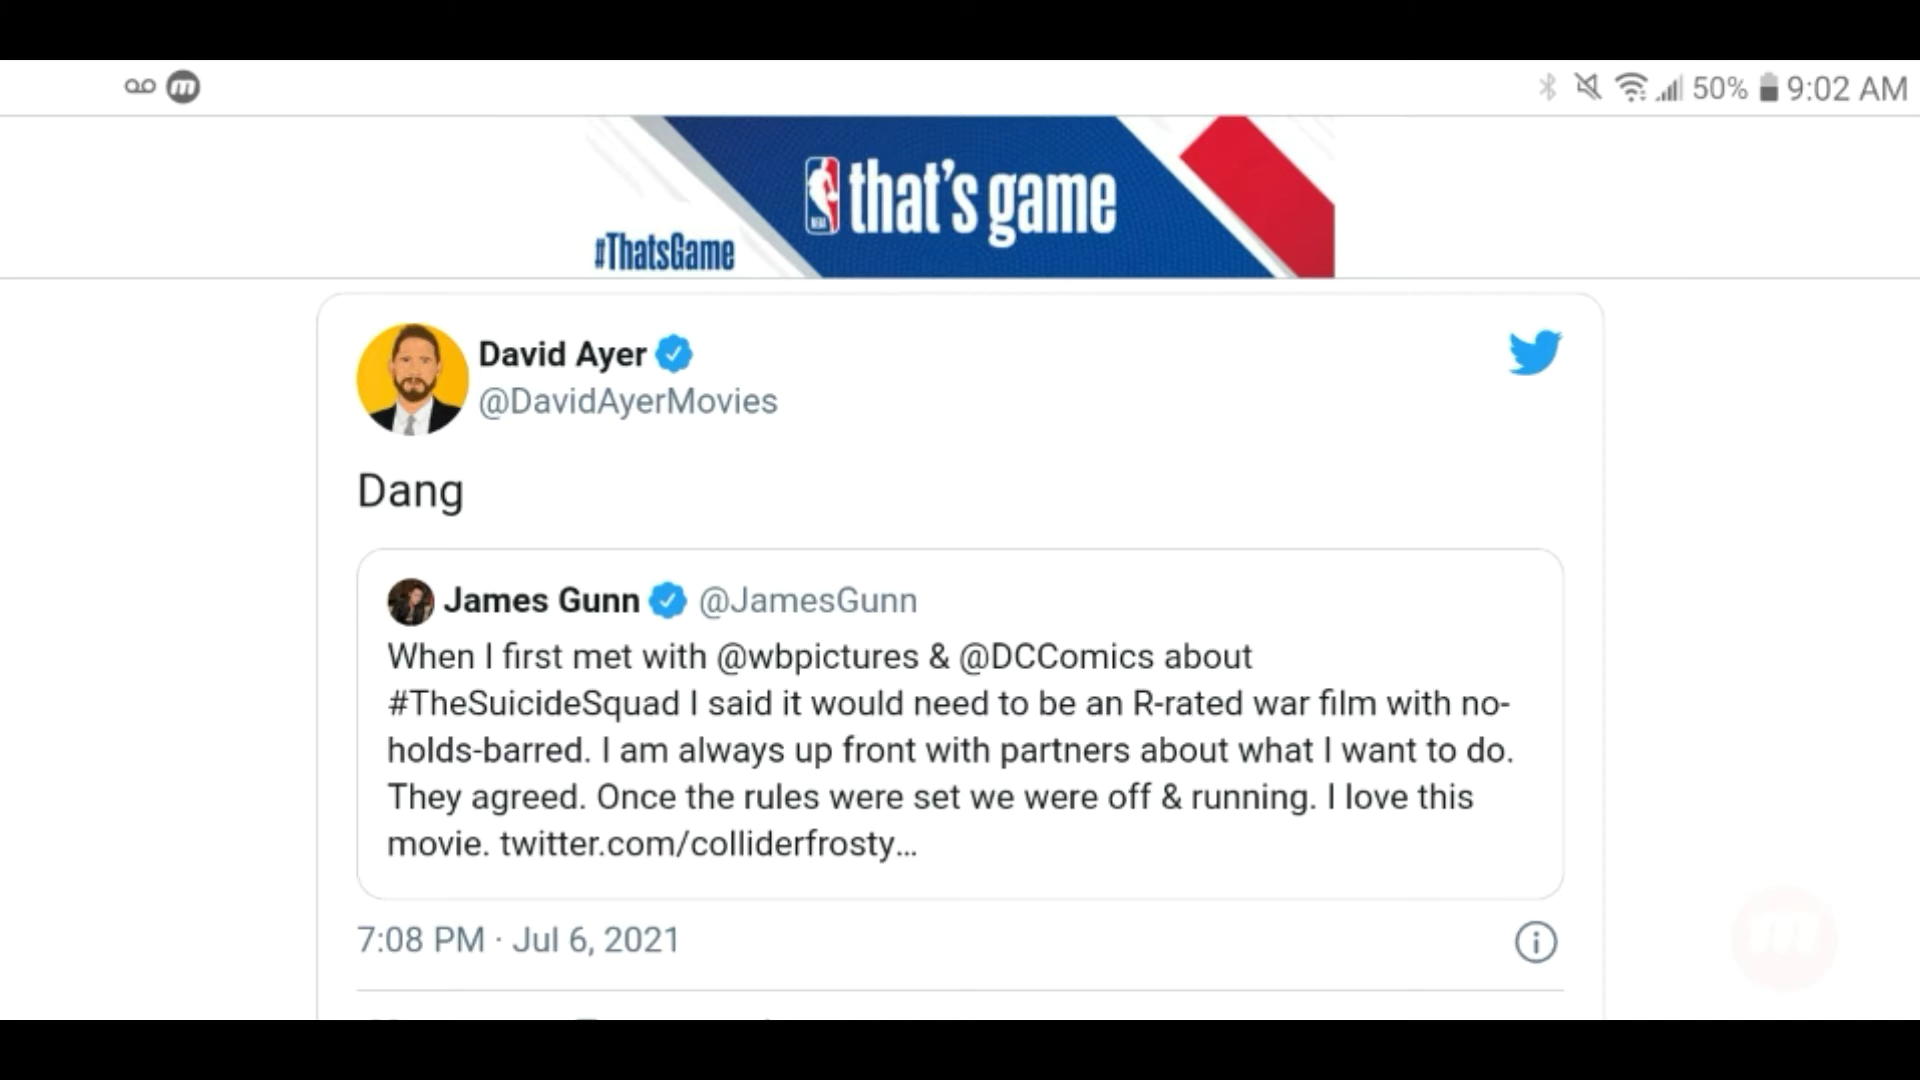 50% 9:02 AM
that's game
#ThatsGame
David Ayer
@DavidAyerMovies
Dang
James Gunn @JamesGunn
When I first met with @wbpictures & @DCComics about
#TheSuicideSquad I said it would need to be an R-rated war film with no-
holds-barred. I am always up front with partners about what I want to do.
They agreed. Once the rules were set we were off & running. I love this
movie. twitter.com/colliderfrosty…
7:08 PM · Jul 6, 2021